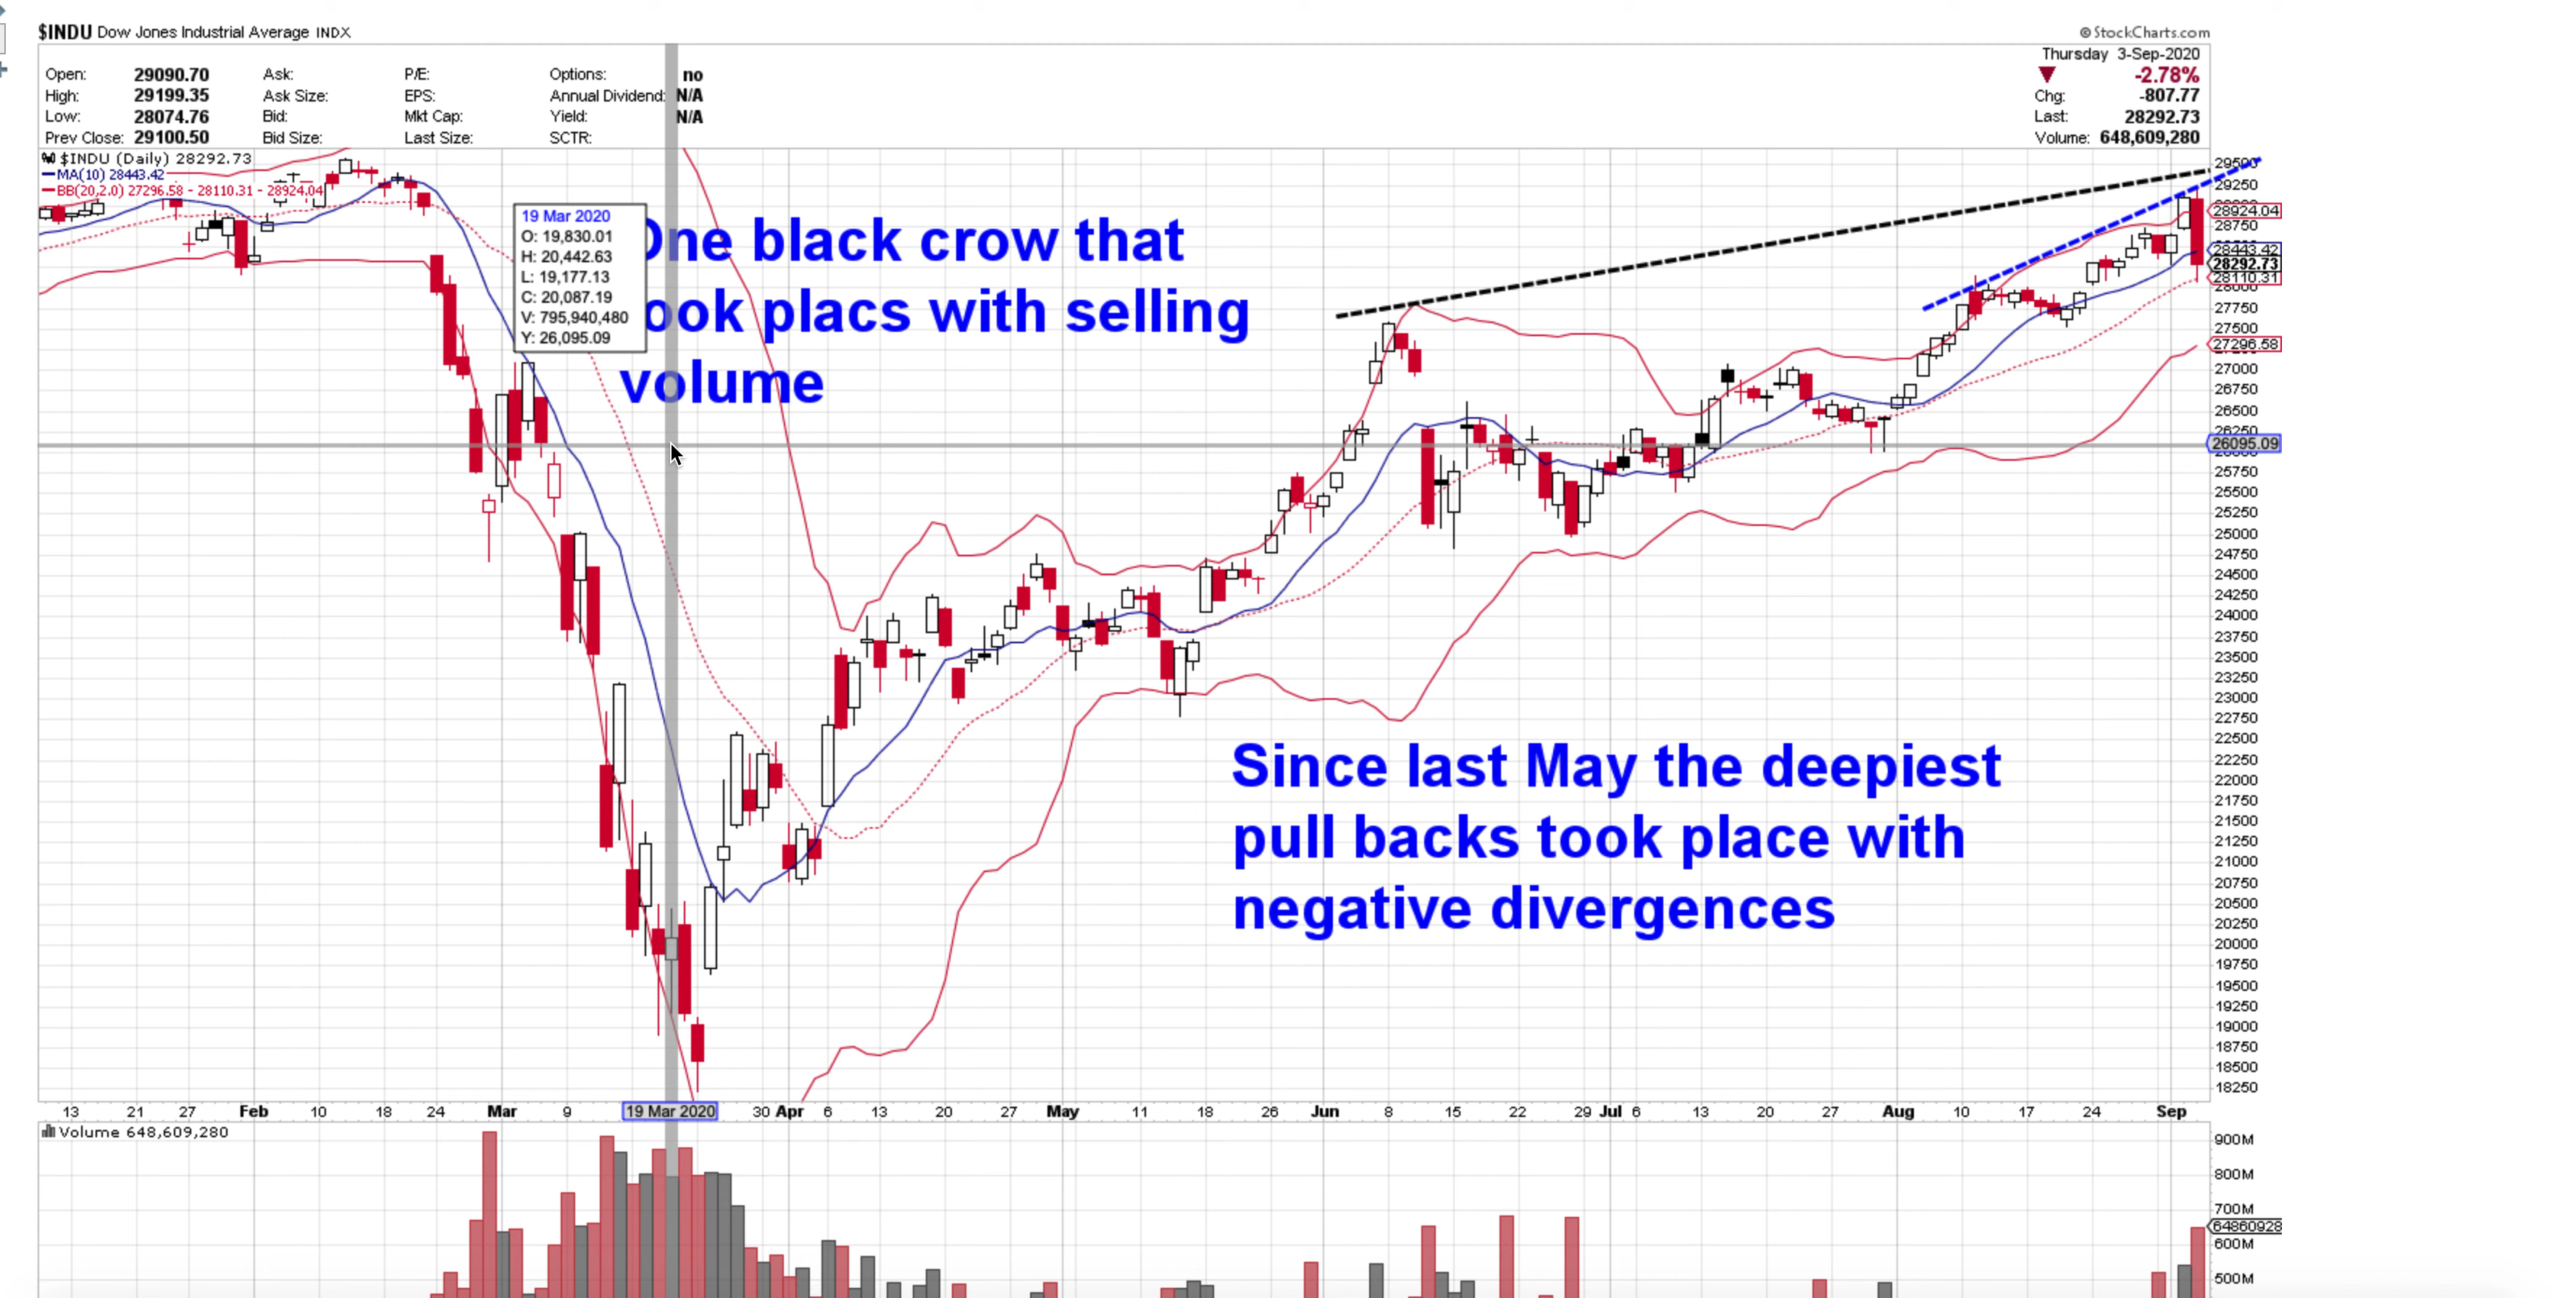 $INDU Dow Jones Industrial Average INDX
© StockCharts.com
Thursday 3-Sep-2020
Open: 29090.70 Ask: P/E: Options: no -2.78%
High: 29199.35 Ask Size: EPS: Annual Dividend: N/A Chg: -807.77
Low: 28074.76 Bid: Mkt Cap: Yield: N/A Last: 28292.73
Prev Close: 29100.50 Bid Size: Last Size: SCTR: Volume: 648,609,280
$INDU (Daily) 28292.73
MA(10) 28443.42
BB(20,2.0) 27296.58 - 28110.31 - 28924.04
19 Mar 2020
O: 19,830.01
H: 20,442.63
L: 19,177.13
C: 20,087.19
V: 795,940,480
Y: 26,095.09
One black crow that
ook placs with selling
volume
Since last May the deepiest
pull backs took place with
negative divergences
29500
29250
28924.04
28750
28443.42
28292.73
28110.31
28000
27750
27500
27296.58
27000
26750
26500
26250
26095.09
25750
25500
25250
25000
24750
24500
24250
24000
23750
23500
23250
23000
22750
22500
22250
22000
21750
21500
21250
21000
20750
20500
20250
20000
19750
19500
19250
19000
18750
18500
18250
13 21 27 Feb 10 18 24 Mar 9 19 Mar 2020 30 Apr 6 13 20 27 May 11 18 26 Jun 8 15 22 29 Jul 6 13 20 27 Aug 10 17 24 Sep
Volume 648,609,280
900M
800M
700M
64860928
600M
500M